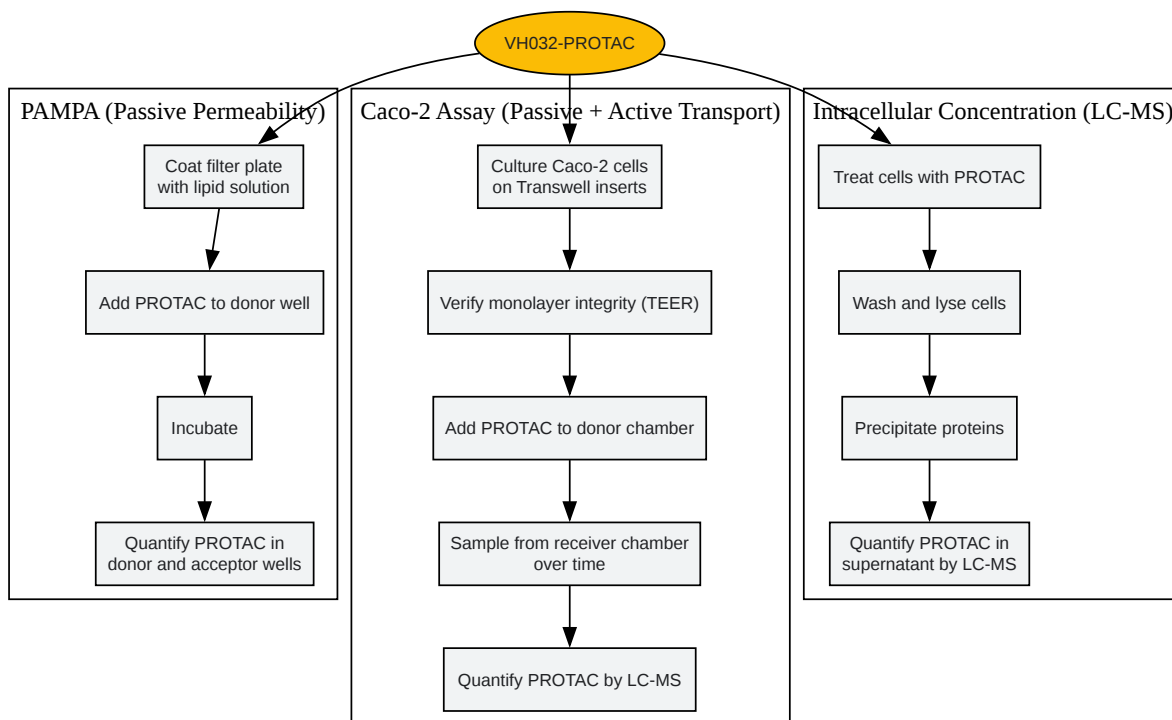 VH032-PROTAC
PAMPA (Passive Permeability)
Coat filter plate
with lipid solution
Add PROTAC to donor well
Incubate
Quantify PROTAC in
donor and acceptor wells
Caco-2 Assay (Passive + Active Transport)
Culture Caco-2 cells
on Transwell inserts
Verify monolayer integrity (TEER)
Add PROTAC to donor chamber
Sample from receiver chamber
over time
Quantify PROTAC by LC-MS
Intracellular Concentration (LC-MS)
Treat cells with PROTAC
Wash and lyse cells
Precipitate proteins
Quantify PROTAC in
supernatant by LC-MS